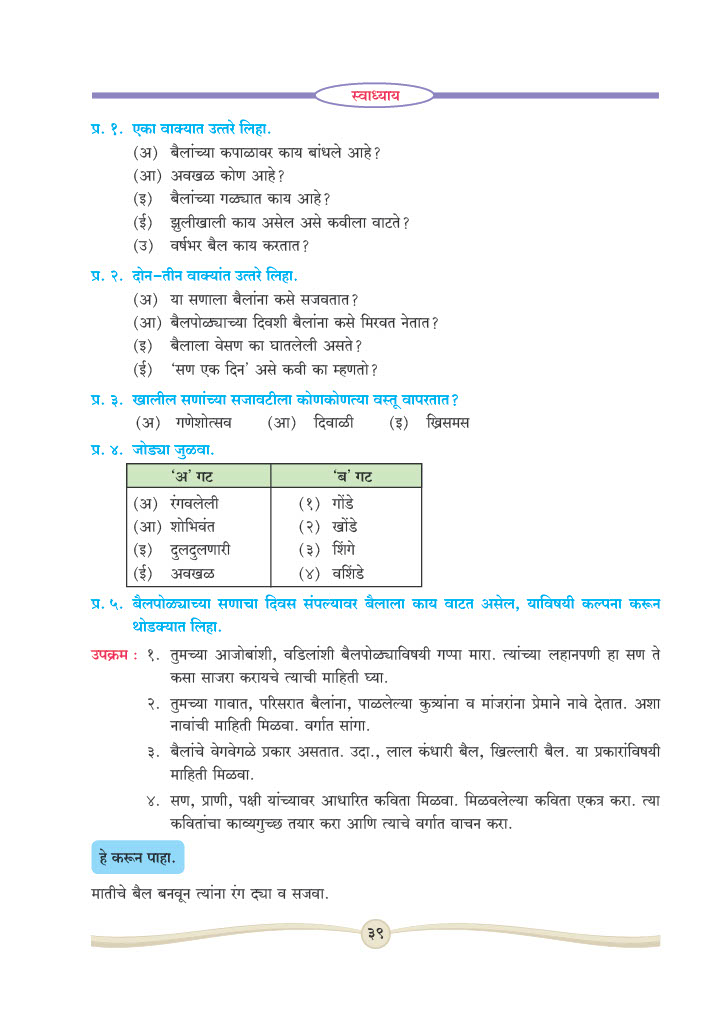 स्वाध्याय
प्र. १. एका वाक्यात उत्तरे लिहा.
(अ) बैलांच्या कपाळावर काय बांधले आहे?
(आ) अवखळ कोण आहे?
(इ) बैलांच्या गळ्यात काय आहे?
(ई) झुलीखाली काय असेल असे कवीला वाटते?
(उ) वर्षभर बैल काय करतात?
प्र. २. दोन-तीन वाक्यांत उत्तरे लिहा.
(अ) या सणाला बैलांना कसे सजवतात?
(आ) बैलपोळ्याच्या दिवशी बैलांना कसे मिरवत नेतात?
(इ) बैलाला वेसण का घातलेली असते?
(ई) ‘सण एक दिन’ असे कवी का म्हणतो?
प्र. ३. खालील सणांच्या सजावटीला कोणकोणत्या वस्तू वापरतात?
(अ) गणेशोत्सव (आ) दिवाळी (इ) ख्रिसमस
प्र. ४. जोड्या जुळवा.
‘अ’ गट ‘ब’ गट
(अ) रंगवलेली (१) गोंडे
(आ) शोभिवंत (२) खोंडे
(इ) दुलदुलणारी (३) शिंगे
(ई) अवखळ (४) वशिंडे
प्र. ५. बैलपोळ्याच्या सणाचा दिवस संपल्यावर बैलाला काय वाटत असेल, याविषयी कल्पना करून
थोडक्यात लिहा.
उपक्रम : १. तुमच्या आजोबांशी, वडिलांशी बैलपोळ्याविषयी गप्पा मारा. त्यांच्या लहानपणी हा सण ते
कसा साजरा करायचे त्याची माहिती घ्या.
२. तुमच्या गावात, परिसरात बैलांना, पाळलेल्या कुत्र्यांना व मांजरांना प्रेमाने नावे देतात. अशा
नावांची माहिती मिळवा. वर्गात सांगा.
३. बैलांचे वेगवेगळे प्रकार असतात. उदा., लाल कंधारी बैल, खिल्लारी बैल. या प्रकारांविषयी
माहिती मिळवा.
४. सण, प्राणी, पक्षी यांच्यावर आधारित कविता मिळवा. मिळवलेल्या कविता एकत्र करा. त्या
कवितांचा काव्यगुच्छ तयार करा आणि त्याचे वर्गात वाचन करा.
हे करून पाहा.
मातीचे बैल बनवून त्यांना रंग द्या व सजवा.
३९